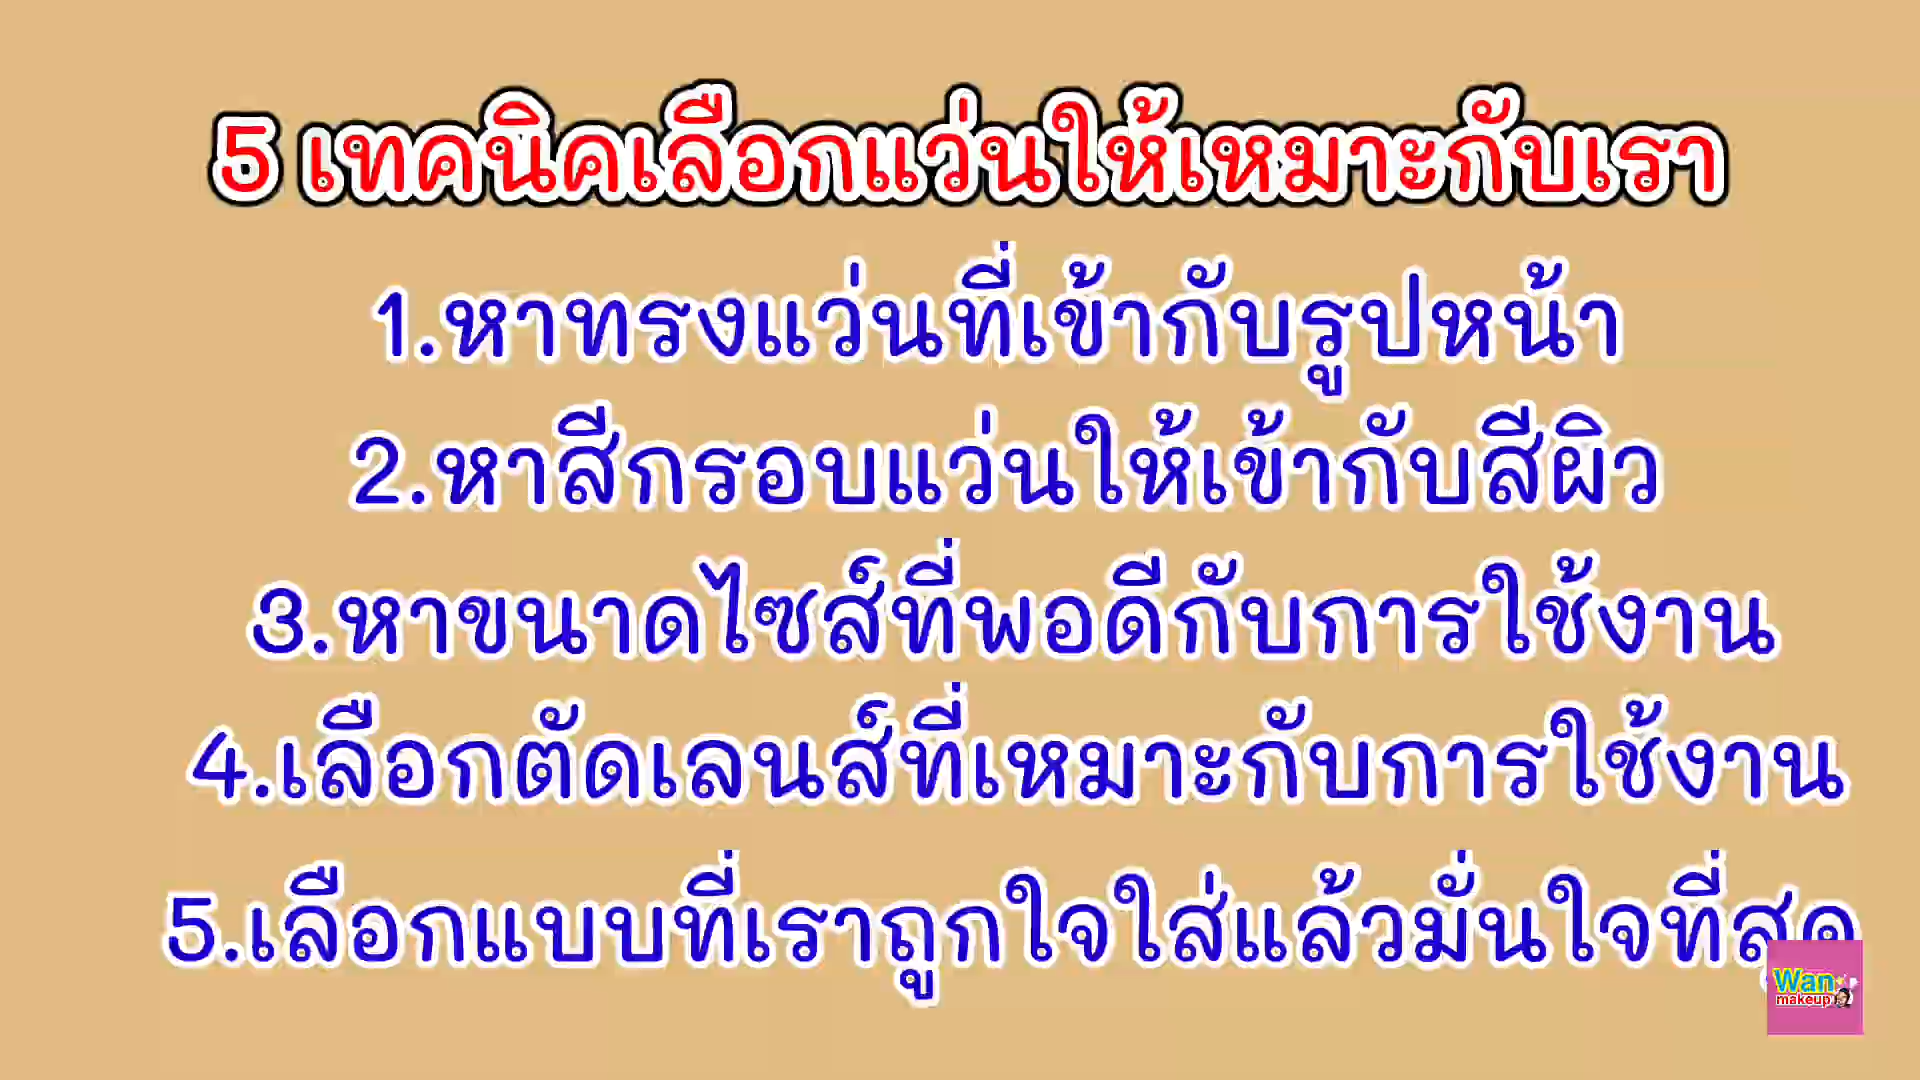 5 เทคนิคเลือกแว่นให้เหมาะกับเรา
1.หาทรงแว่นที่เข้ากับรูปหน้า
2.หาสีกรอบแว่นให้เข้ากับสีผิว
3.หาขนาดไซส์ที่พอดีกับการใช้งาน
4.เลือกตัดเลนส์ที่เหมาะกับการใช้งาน
5.เลือกแบบที่เราถูกใจใส่แล้วมั่นใจที่สุด
Wan
makeup